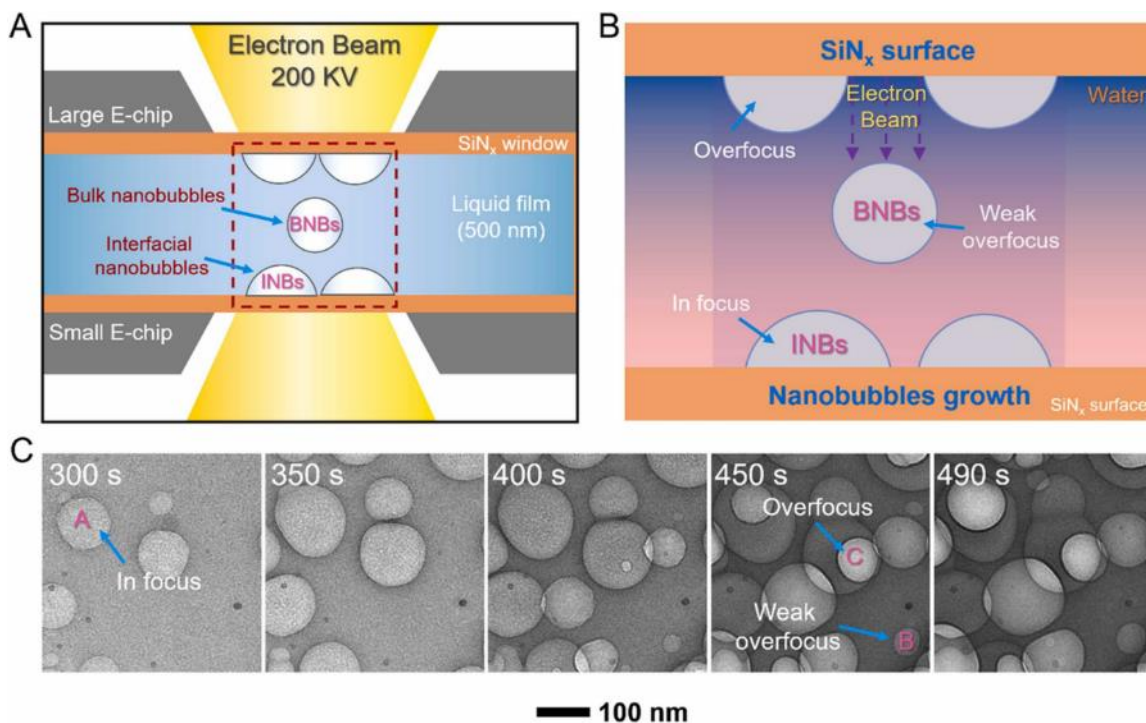 A
Electron Beam
200 KV
Large E-chip
SiNx window
Bulk nanobubbles
BNBs
Liquid film
(500 nm)
Interfacial
nanobubbles
INBs
Small E-chip
B
SiNx surface
Electron
Beam
Water
Overfocus
BNBs
Weak
overfocus
In focus
INBs
Nanobubbles growth
SiNx surface
C
300 s
A
In focus
350 s
400 s
450 s
Overfocus
C
Weak
overfocus
B
490 s
100 nm